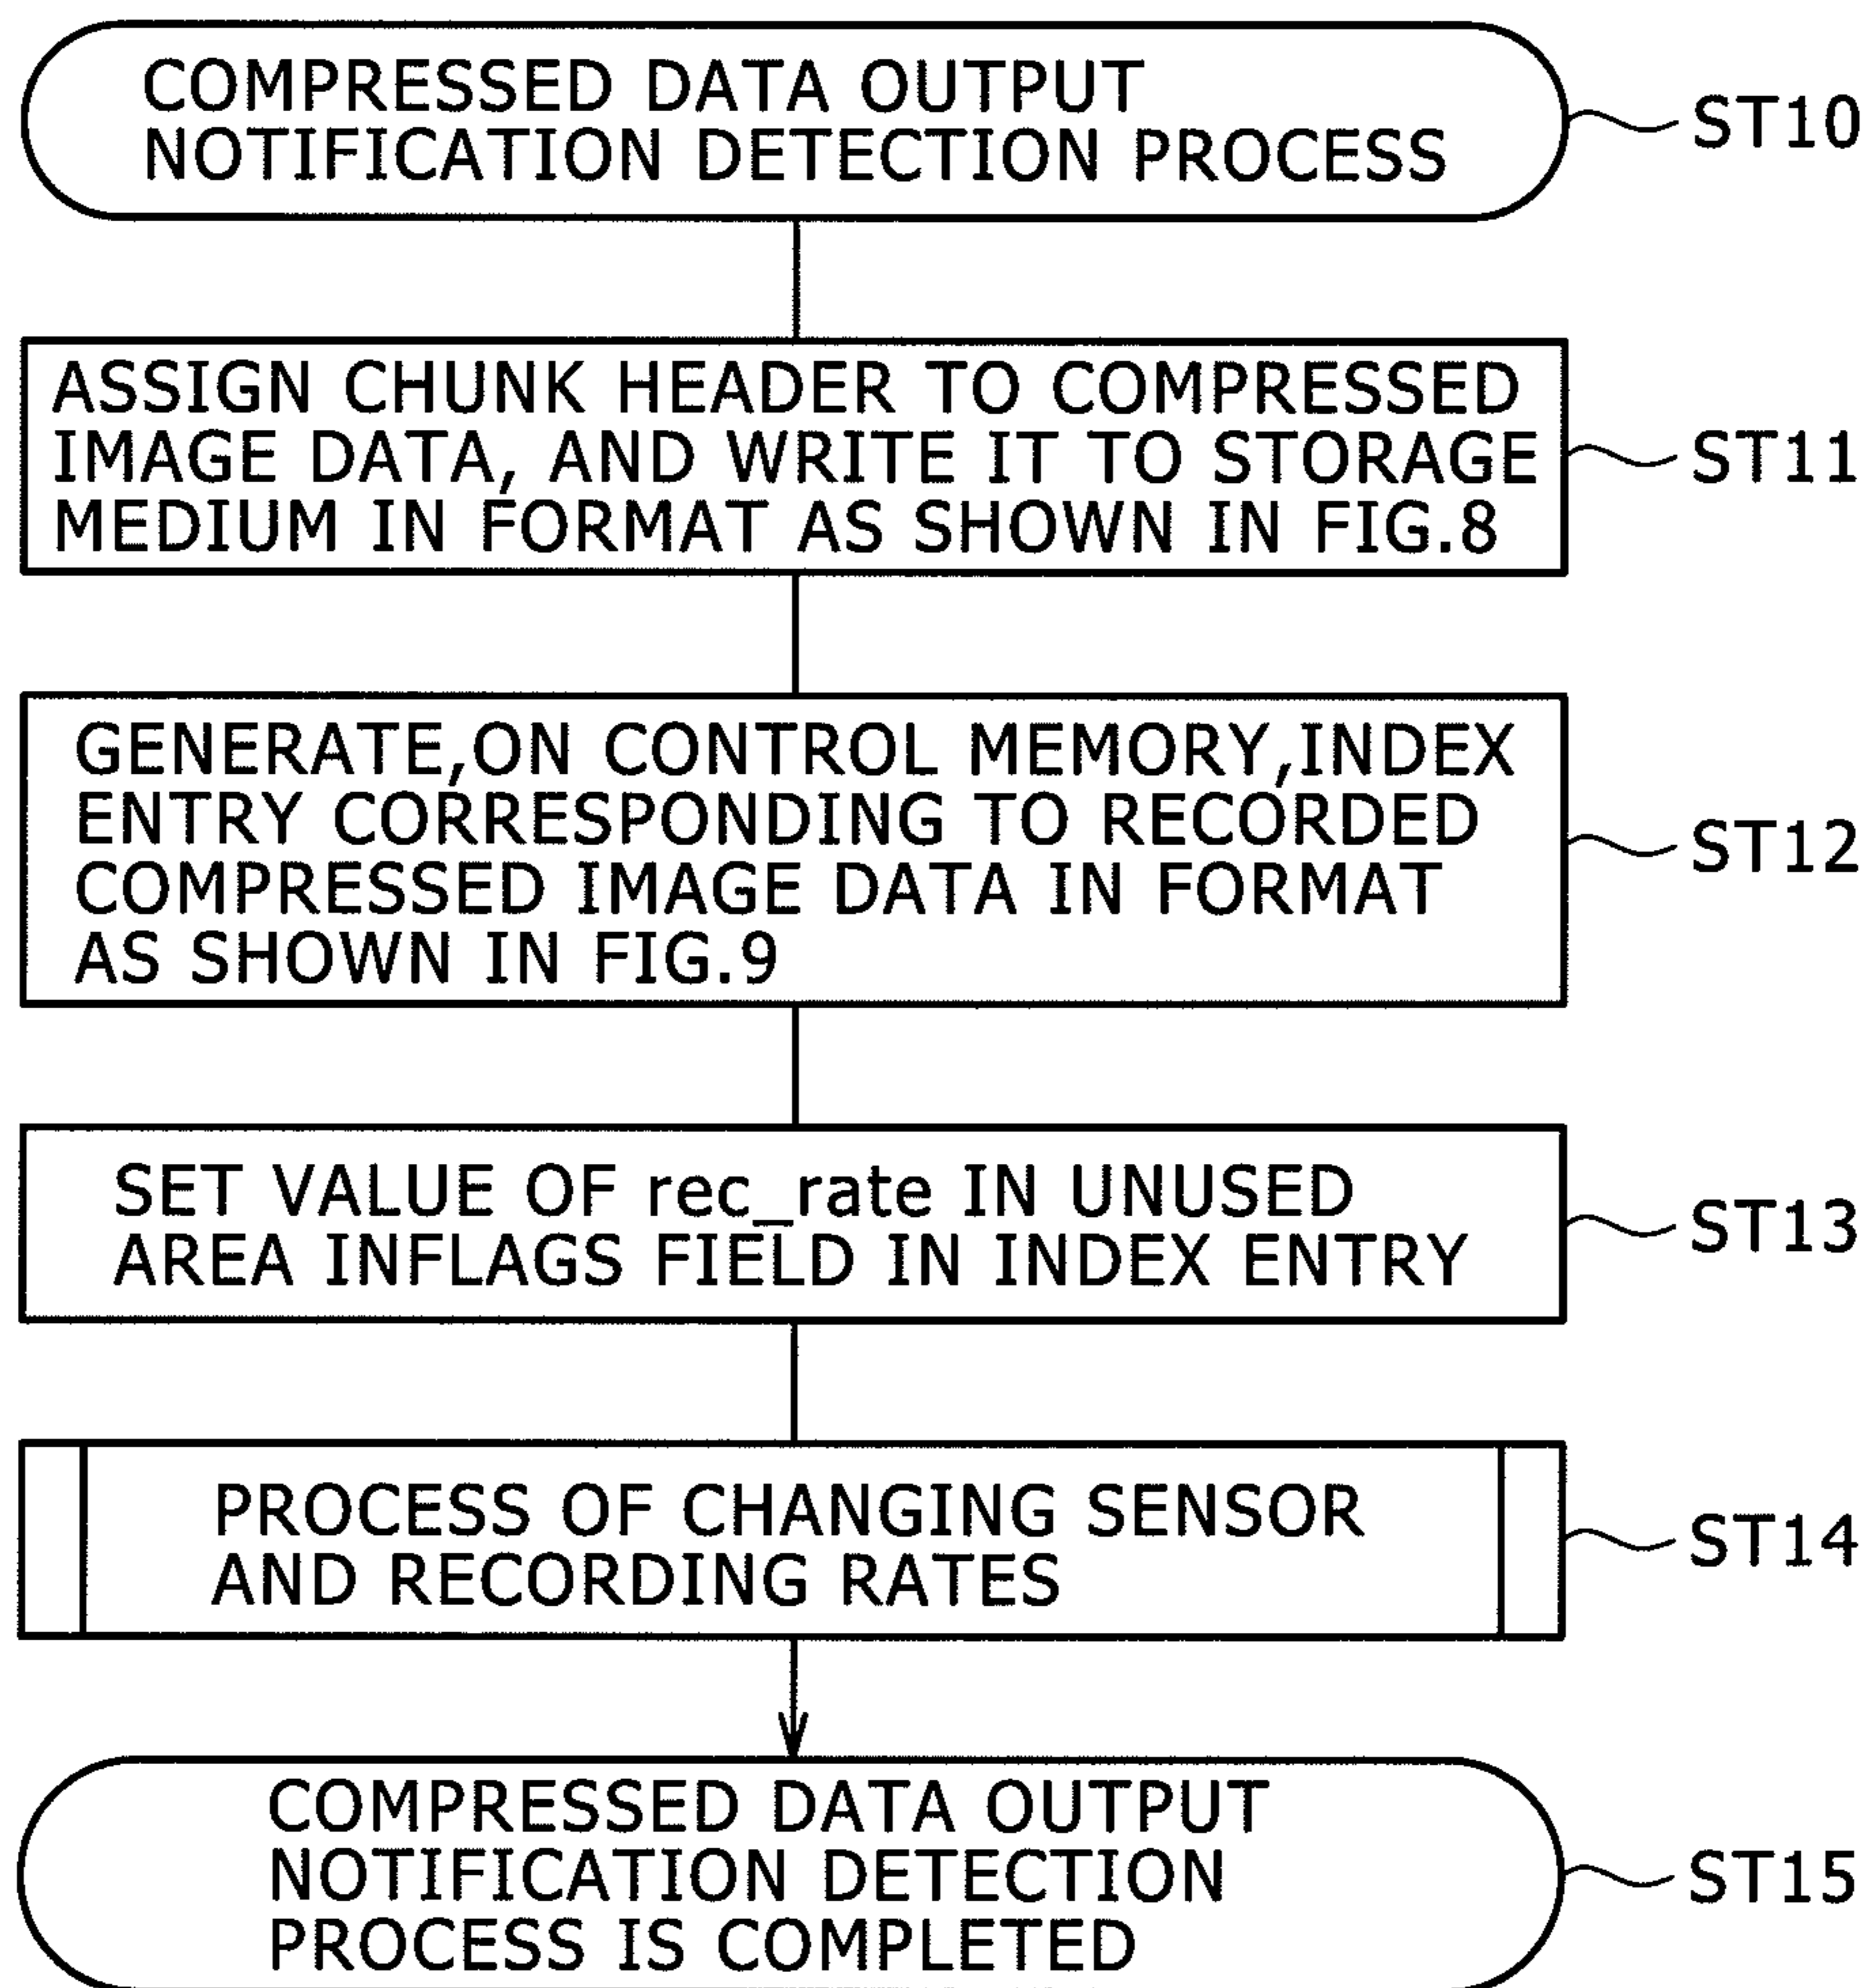 COMPRESSED DATA OUTPUT
NOTIFICATION DETECTION PROCESS
ST10
ASSIGN CHUNK HEADER TO COMPRESSED
IMAGE DATA, AND WRITE IT TO STORAGE
MEDIUM IN FORMAT AS SHOWN IN FIG.8
ST11
GENERATE,ON CONTROL MEMORY,INDEX
ENTRY CORRESPONDING TO RECORDED
COMPRESSED IMAGE DATA IN FORMAT
AS SHOWN IN FIG.9
ST12
SET VALUE OF rec_rate IN UNUSED
AREA INFLAGS FIELD IN INDEX ENTRY
ST13
PROCESS OF CHANGING SENSOR
AND RECORDING RATES
ST14
COMPRESSED DATA OUTPUT
NOTIFICATION DETECTION
PROCESS IS COMPLETED
ST15